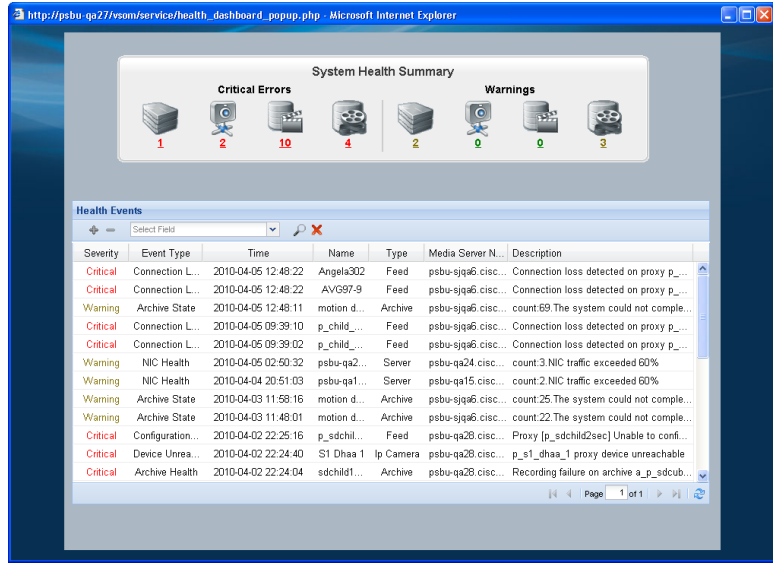 http://psbu-qa27/vsom/service/health_dashboard_popup.php - Microsoft Internet Explorer
System Health Summary
Critical Errors Warnings
1 2 10 4 2 0 0 3
Health Events
Select Field
Severity Event Type Time Name Type Media Server N... Description
Critical Connection L... 2010-04-05 12:48:22 Angela302 Feed psbu-sjqa6.cisc... Connection loss detected on proxy p_...
Critical Connection L... 2010-04-05 12:48:22 AVG97-9 Feed psbu-sjqa6.cisc... Connection loss detected on proxy p_...
Warning Archive State 2010-04-05 12:48:11 motion d... Archive psbu-sjqa6.cisc... count:69.The system could not comple...
Critical Connection L... 2010-04-05 09:39:10 p_child_... Feed psbu-sjqa6.cisc... Connection loss detected on proxy p_...
Critical Connection L... 2010-04-05 09:39:02 p_child_... Feed psbu-sjqa6.cisc... Connection loss detected on proxy p_...
Warning NIC Health 2010-04-05 02:50:32 psbu-qa2... Server psbu-qa24.cisc... count:3.NIC traffic exceeded 60%
Warning NIC Health 2010-04-04 20:51:03 psbu-qa1... Server psbu-qa15.cisc... count:2.NIC traffic exceeded 60%
Warning Archive State 2010-04-03 11:58:16 motion d... Archive psbu-sjqa6.cisc... count:25.The system could not comple...
Warning Archive State 2010-04-03 11:48:01 motion d... Archive psbu-sjqa6.cisc... count:22.The system could not comple...
Critical Configuration... 2010-04-02 22:25:16 p_sdchil... Feed psbu-qa28.cisc... Proxy [p_sdchild2sec] Unable to confi...
Critical Device Unrea... 2010-04-02 22:24:40 S1 Dhaa 1 Ip Camera psbu-qa28.cisc... p_s1_dhaa_1 proxy device unreachable
Critical Archive Health 2010-04-02 22:24:04 sdchild1... Archive psbu-qa28.cisc... Recording failure on archive a_p_sdcub...
Page 1 of 1